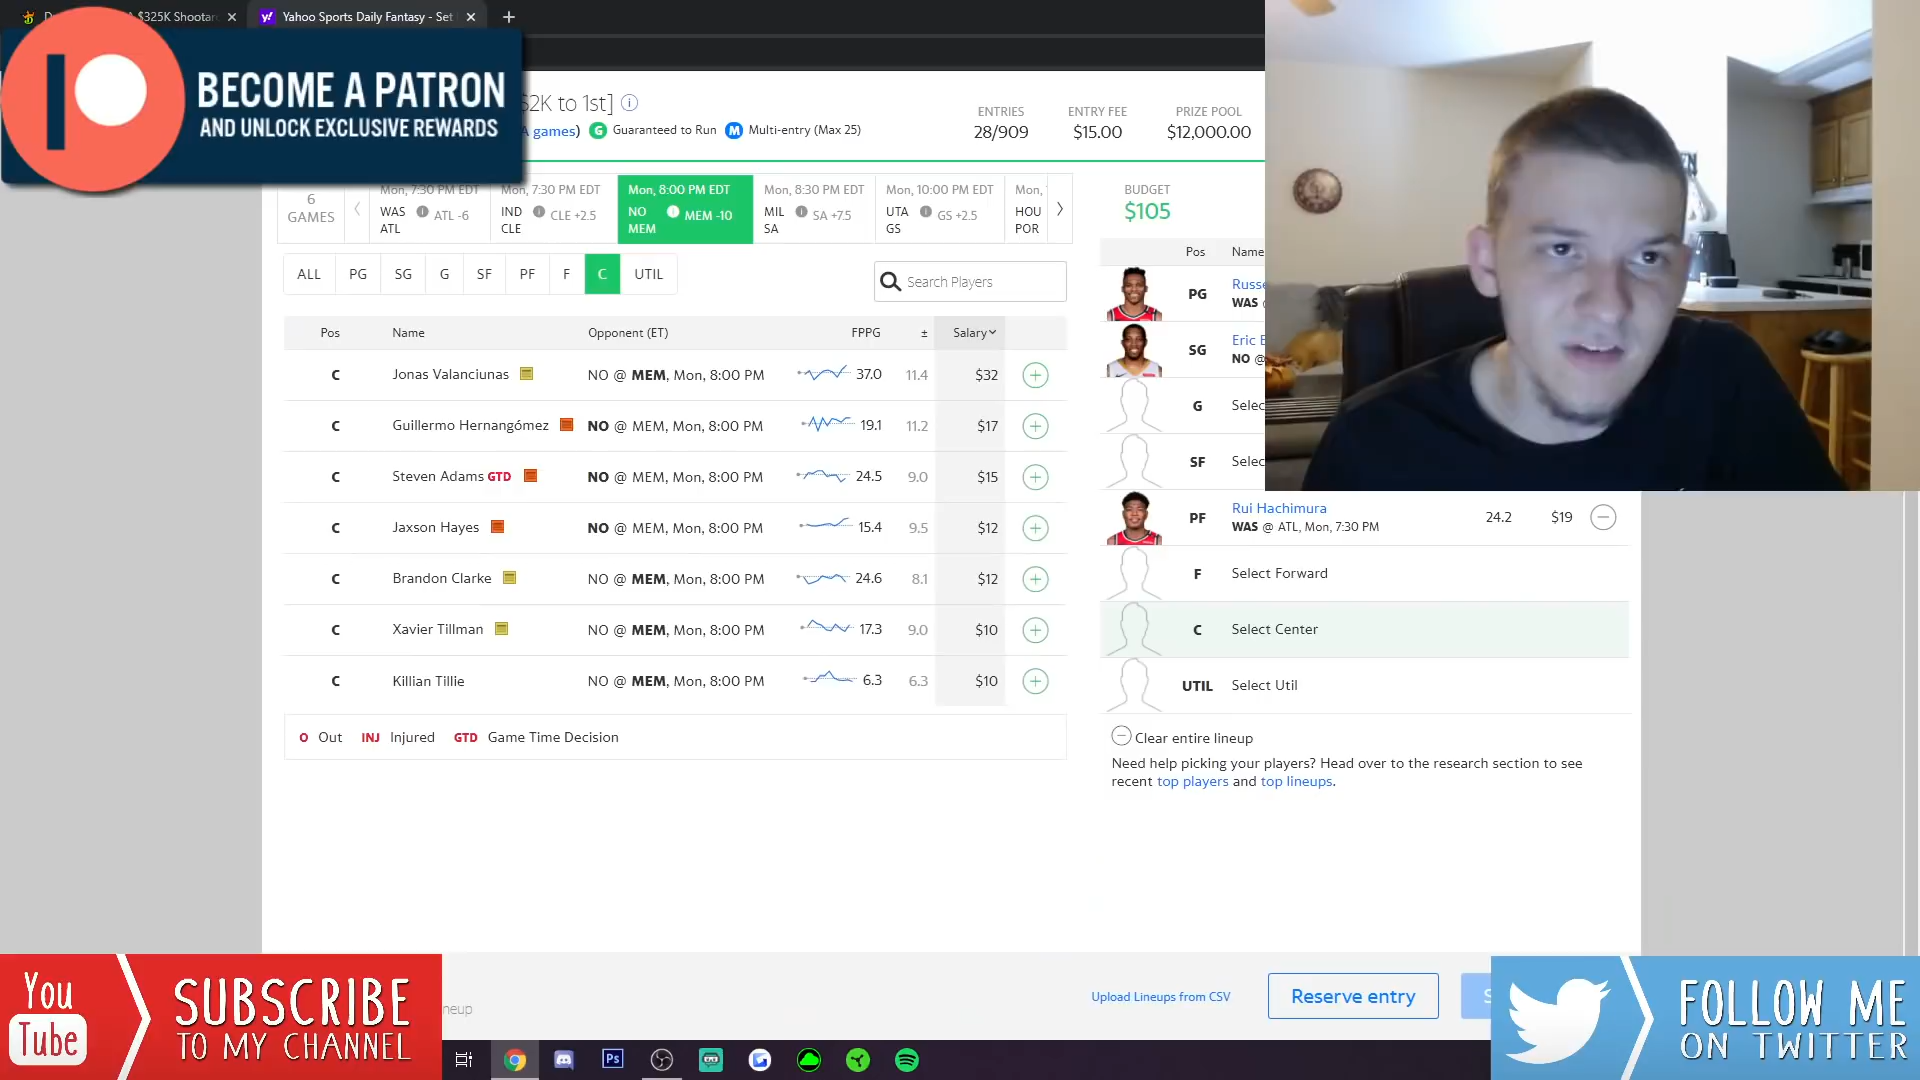 $325K Shootar
Yahoo Sports Daily Fantasy - Set
BECOME A PATRON
AND UNLOCK EXCLUSIVE REWARDS
$2K to 1st]
games)
G Guaranteed to Run
M Multi-entry (Max 25)
ENTRIES
28/909
ENTRY FEE
$15.00
PRIZE POOL
$12,000.00
6
GAMES
Mon, 7:30 PM EDT
WAS
ATL
ATL -6
Mon, 7:30 PM EDT
IND
CLE
CLE +2.5
Mon, 8:00 PM EDT
NO
MEM
MEM -10
Mon, 8:30 PM EDT
MIL
SA
SA +7.5
Mon, 10:00 PM EDT
UTA
GS
GS +2.5
Mon,
HOU
POR
BUDGET
$105
ALL PG SG G SF PF F C UTIL
Search Players
Pos Name Opponent (ET) FPPG ± Salary
C Jonas Valanciunas NO @ MEM, Mon, 8:00 PM 37.0 11.4 $32
C Guillermo Hernangómez NO @ MEM, Mon, 8:00 PM 19.1 11.2 $17
C Steven Adams GTD NO @ MEM, Mon, 8:00 PM 24.5 9.0 $15
C Jaxson Hayes NO @ MEM, Mon, 8:00 PM 15.4 9.5 $12
C Brandon Clarke NO @ MEM, Mon, 8:00 PM 24.6 8.1 $12
C Xavier Tillman NO @ MEM, Mon, 8:00 PM 17.3 9.0 $10
C Killian Tillie NO @ MEM, Mon, 8:00 PM 6.3 6.3 $10
O Out INJ Injured GTD Game Time Decision
Pos Name
PG Russe
WAS
SG Eric
NO @
G Selec
SF Selec
PF Rui Hachimura 24.2 $19
WAS @ ATL, Mon, 7:30 PM
F Select Forward
C Select Center
UTIL Select Util
Clear entire lineup
Need help picking your players? Head over to the research section to see
recent top players and top lineups.
neup
Upload Lineups from CSV
Reserve entry
S
You
Tube
SUBSCRIBE
TO MY CHANNEL
FOLLOW ME
ON TWITTER
Ps